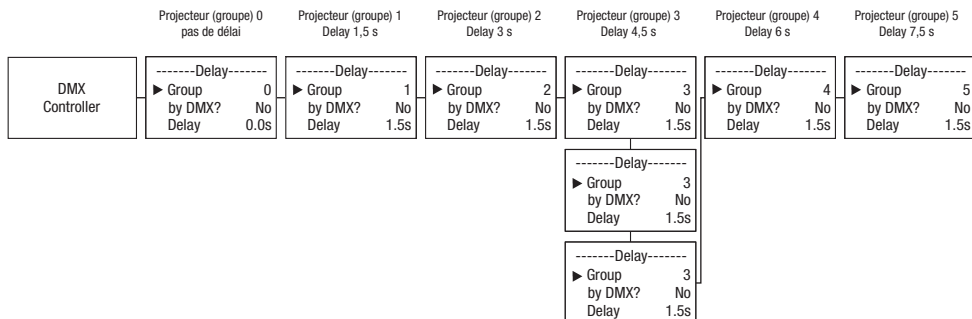 Projecteur (groupe) 0
pas de délai
Projecteur (groupe) 1
Delay 1,5 s
Projecteur (groupe) 2
Delay 3 s
Projecteur (groupe) 3
Delay 4,5 s
Projecteur (groupe) 4
Delay 6 s
Projecteur (groupe) 5
Delay 7,5 s
DMX
Controller
-------Delay-------
▶ Group 0
by DMX? No
Delay 0.0s
-------Delay-------
▶ Group 1
by DMX? No
Delay 1.5s
-------Delay-------
▶ Group 2
by DMX? No
Delay 1.5s
-------Delay-------
▶ Group 3
by DMX? No
Delay 1.5s
-------Delay-------
▶ Group 3
by DMX? No
Delay 1.5s
-------Delay-------
▶ Group 3
by DMX? No
Delay 1.5s
-------Delay-------
▶ Group 4
by DMX? No
Delay 1.5s
-------Delay-------
▶ Group 5
by DMX? No
Delay 1.5s